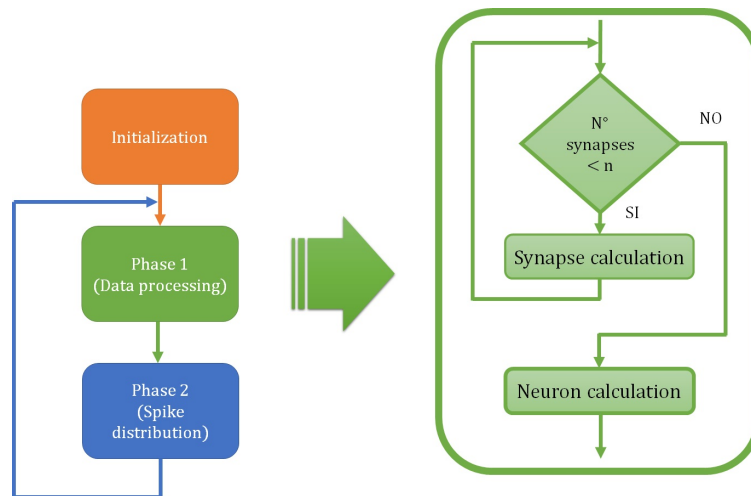 Initialization
Phase 1
(Data processing)
Phase 2
(Spike
distribution)
N°
synapses
< n
NO
SI
Synapse calculation
Neuron calculation